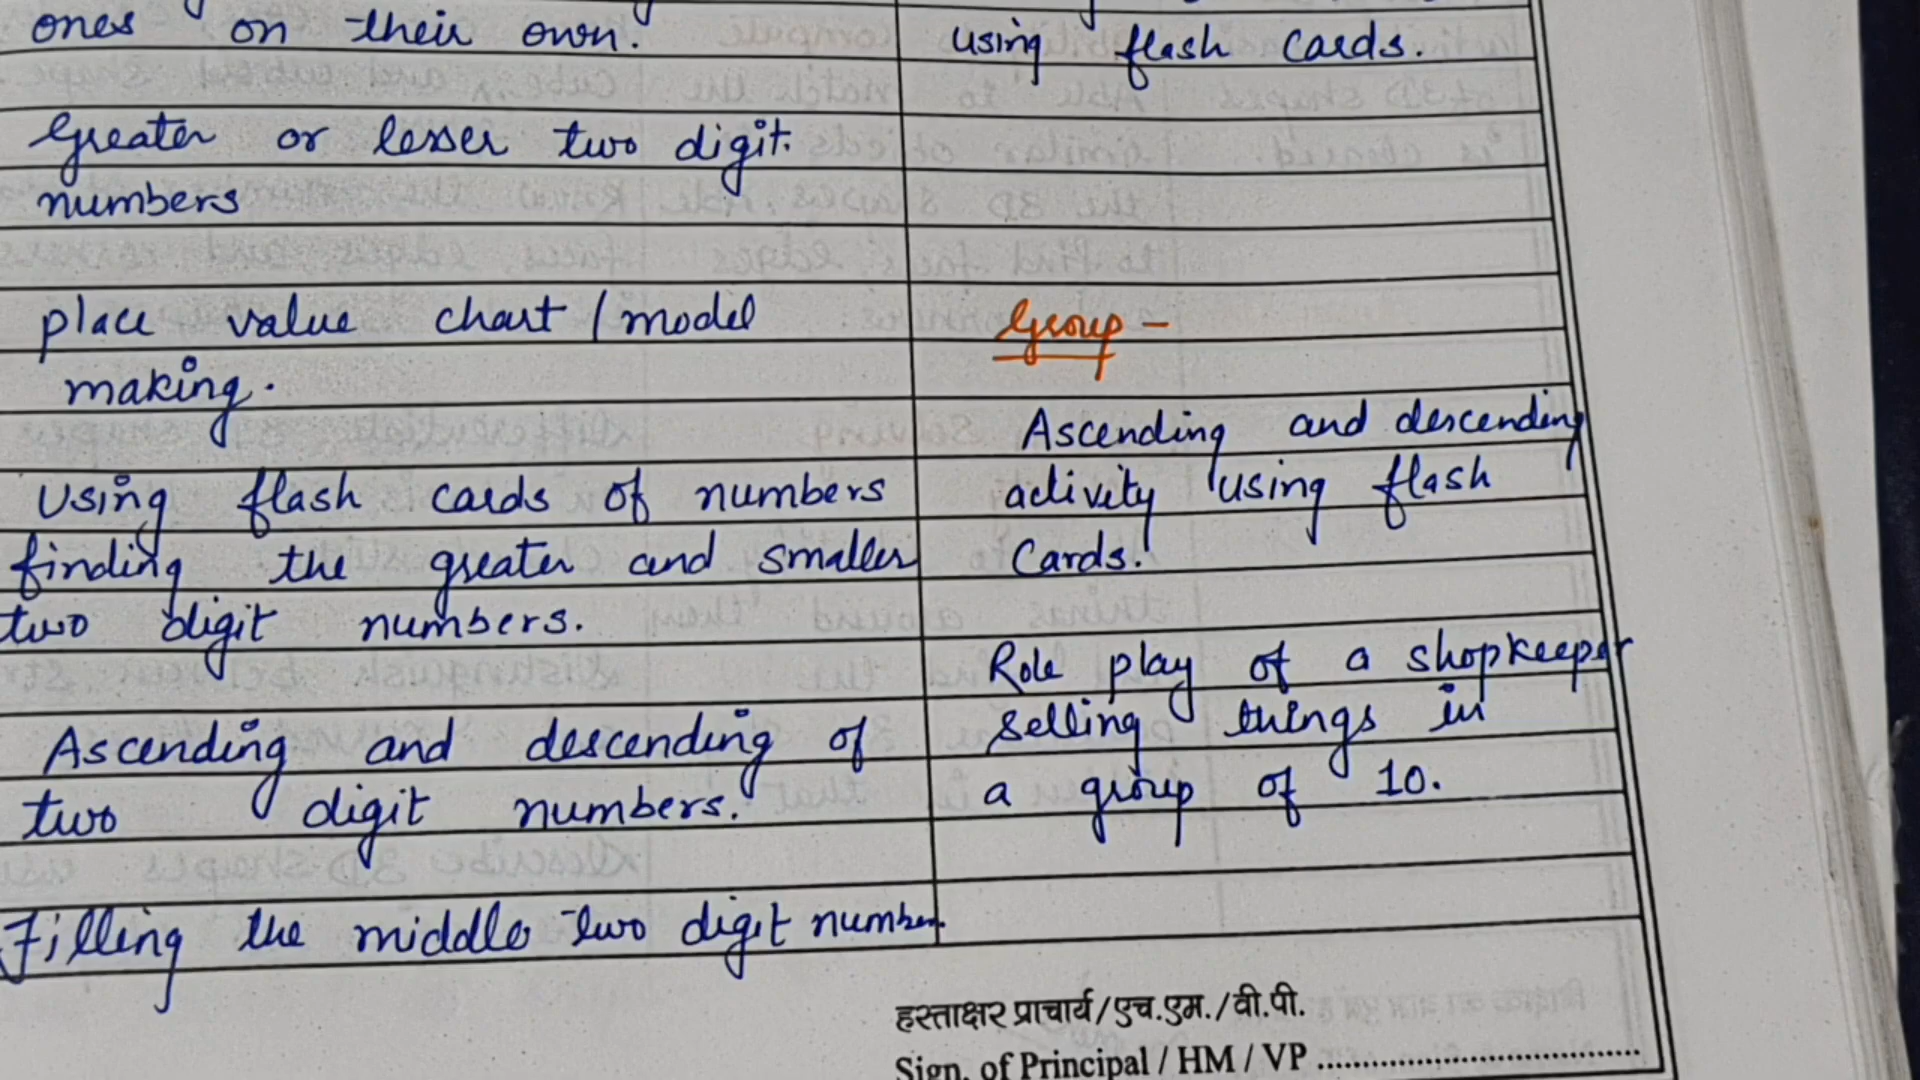 ones on their own.
Greater or lesser two digit.
numbers
place value chart / model
making.
Using flash cards of numbers
finding the greater and smaller
two digit numbers.
Ascending and descending of
two digit numbers.
Filling the middle two digit number.
using flash cards.
Group -
Ascending and descending
activity using flash
Cards.
Role play of a shopkeeper
selling things in
a group of 10.
हस्ताक्षर प्राचार्य/एच.एम./वी.पी.
Sign. of Principal / HM / VP